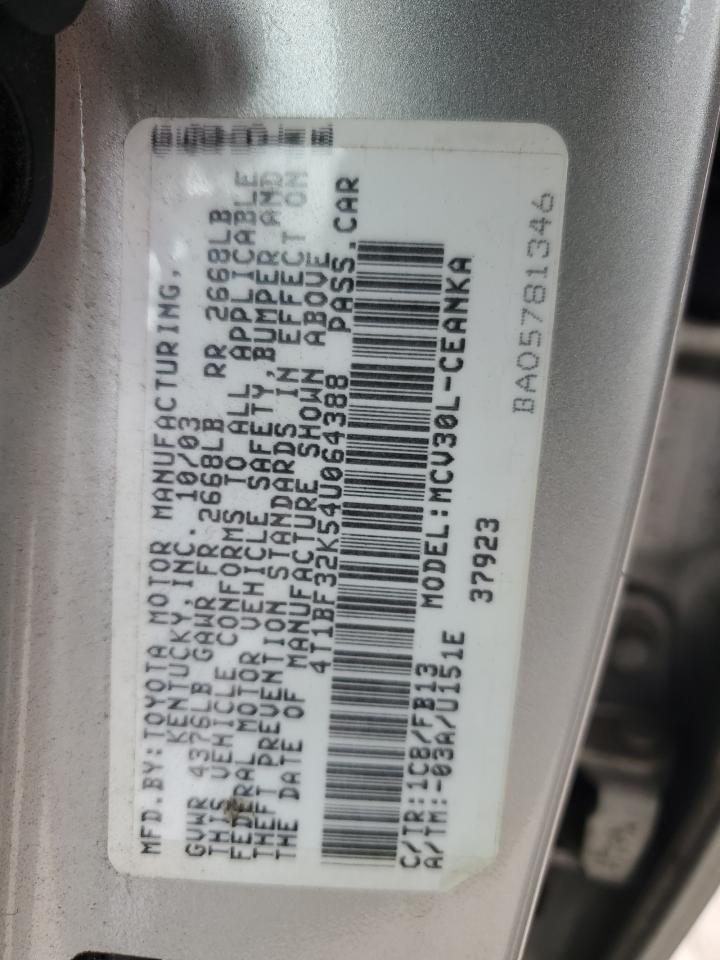 MFD.BY:TOYOTA MOTOR MANUFACTURING,
KENTUCKY,INC. 10/03
GVWR 4376LB GAWR FR 2668LB RR 2668LB
THIS VEHICLE CONFORMS TO ALL APPLICABLE
FEDERAL MOTOR VEHICLE SAFETY,BUMPER AND
THEFT PREVENTION STANDARDS IN EFFECT ON
THE DATE OF MANUFACTURE SHOWN ABOVE
4T1BF32K54U064388 PASS.CAR
C/TR:1C8/FB13 MODEL:MCV30L-CEANKA
A/TM:-03A/U151E
37923
BA05781346